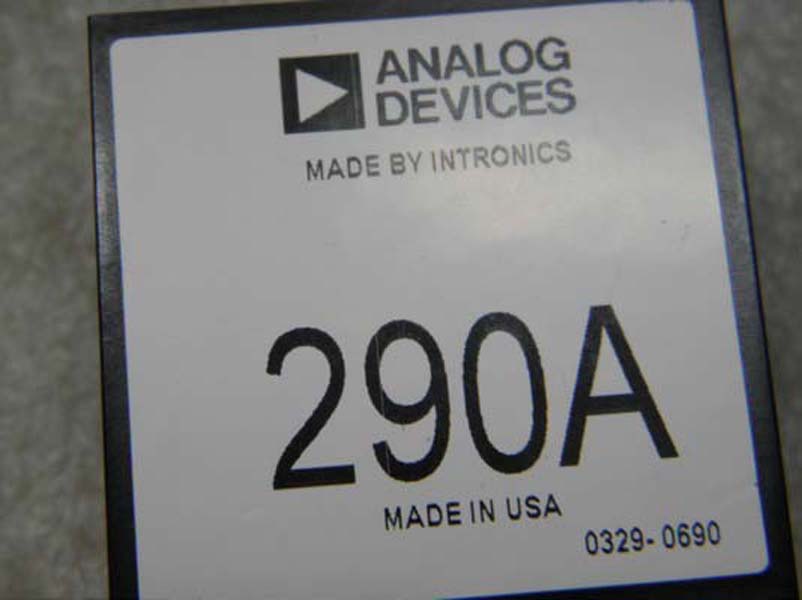 ANALOG
DEVICES
MADE BY INTRONICS
290A
MADE IN USA
0329-0690